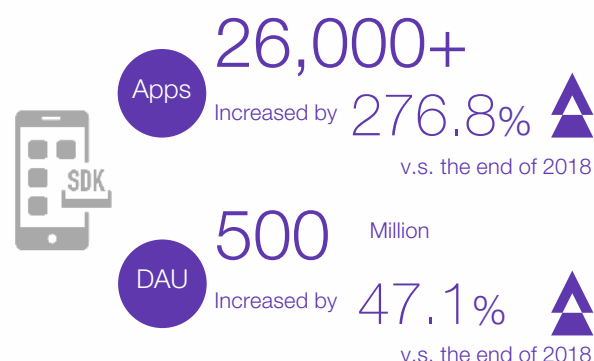 26,000+
Apps
Increased by 276.8%
v.s. the end of 2018
SDK
500 Million
DAU
Increased by 47.1%
v.s. the end of 2018